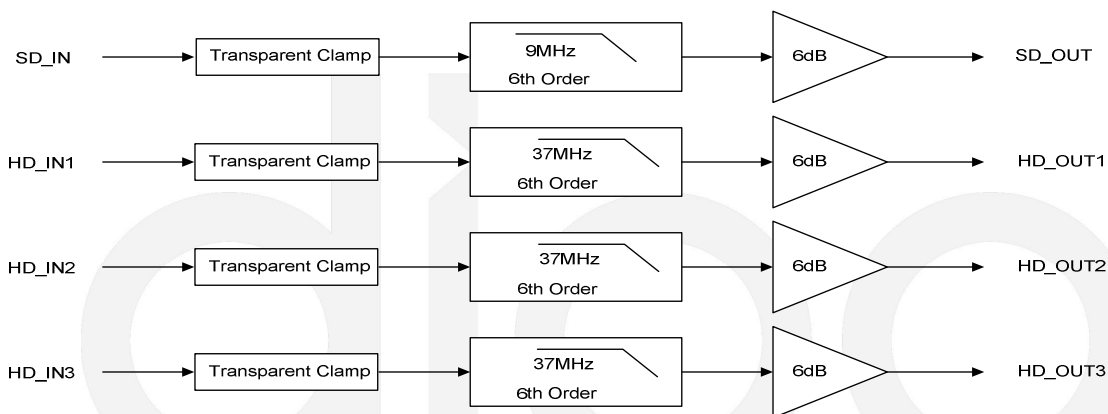 SD_IN
Transparent Clamp
9MHz
6th Order
6dB
SD_OUT
HD_IN1
Transparent Clamp
37MHz
6th Order
6dB
HD_OUT1
HD_IN2
Transparent Clamp
37MHz
6th Order
6dB
HD_OUT2
HD_IN3
Transparent Clamp
37MHz
6th Order
6dB
HD_OUT3